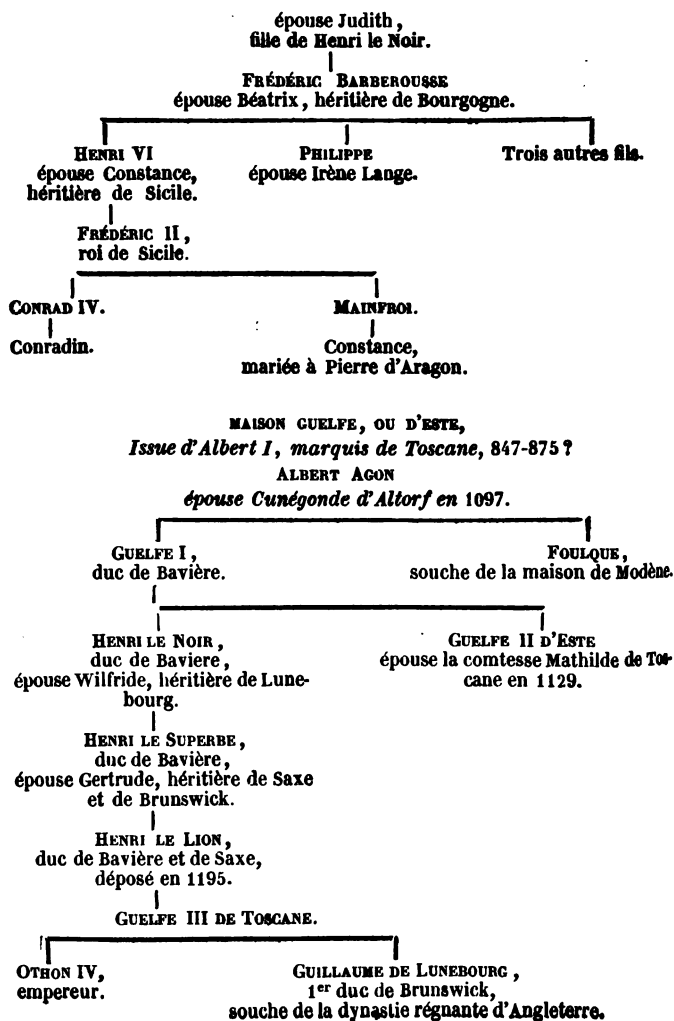 épouse Judith,
fille de Henri le Noir.
FRÉDÉRIC BARBEROUSSE
épouse Béatrix, héritière de Bourgogne.
HENRI VI
épouse Constance,
héritière de Sicile.
PHILIPPE
épouse Irène Lange.
Trois autres fils.
FRÉDÉRIC II,
roi de Sicile.
CONRAD IV.
MAINFROI.
Conradin.
Constance,
mariée à Pierre d'Aragon.
MAISON GUELFE, OU D'ESTE,
Issue d'Albert I, marquis de Toscane, 847-875?
ALBERT AGON
épouse Cunégonde d'Altorf en 1097.
GUELFE I,
duc de Bavière.
FOULQUE,
souche de la maison de Modène.
HENRI LE NOIR,
duc de Baviere,
épouse Wilfride, héritière de Lune-
bourg.
GUELFE II D'ESTE
épouse la comtesse Mathilde de Tos-
cane en 1129.
HENRI LE SUPERBE,
duc de Bavière,
épouse Gertrude, héritière de Saxe
et de Brunswick.
HENRI LE LION,
duc de Bavière et de Saxe,
déposé en 1195.
GUELFE III DE TOSCANE.
OTHON IV,
empereur.
GUILLAUME DE LUNEBOURG,
1er duc de Brunswick,
souche de la dynastie régnante d'Angleterre.